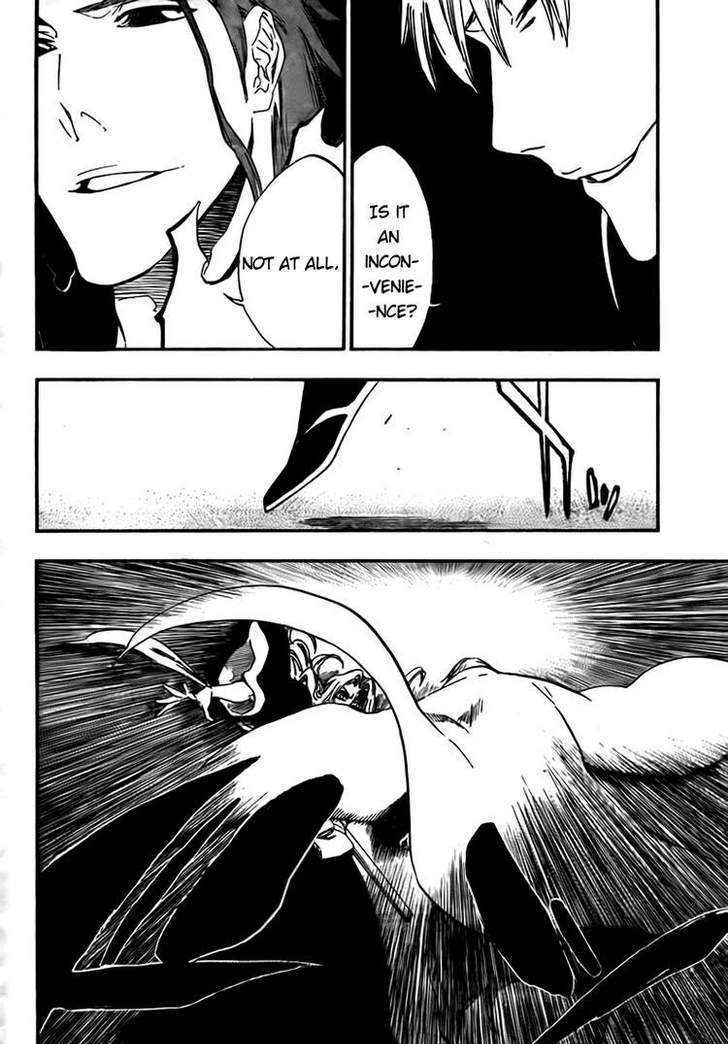 IS IT
AN
INCON-
-VENIE-
-NCE?
NOT AT ALL,